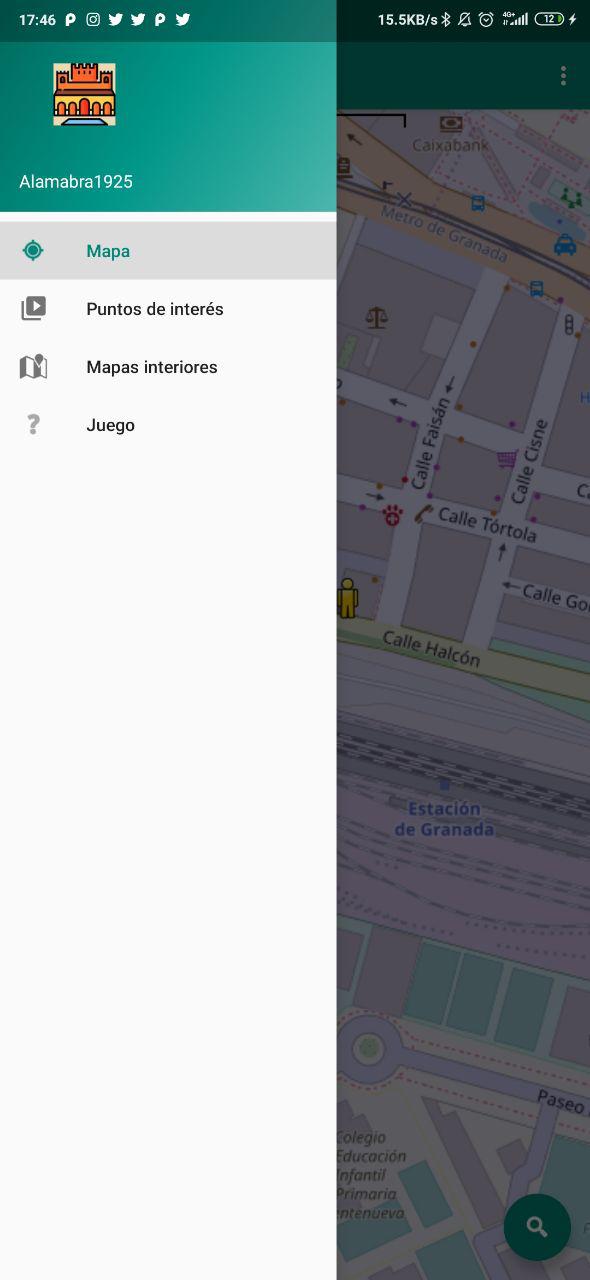 17:46
15.5KB/s
4G+
12
Alamabra1925
Mapa
Puntos de interés
Mapas interiores
Juego
Caixabank
Metro de Granada
Calle Faisán
Calle Cisne
Calle Tórtola
Calle Go
Calle Halcón
Estación
de Granada
Paseo
Colegio
Educación
Infantil
Primaria
entenueva